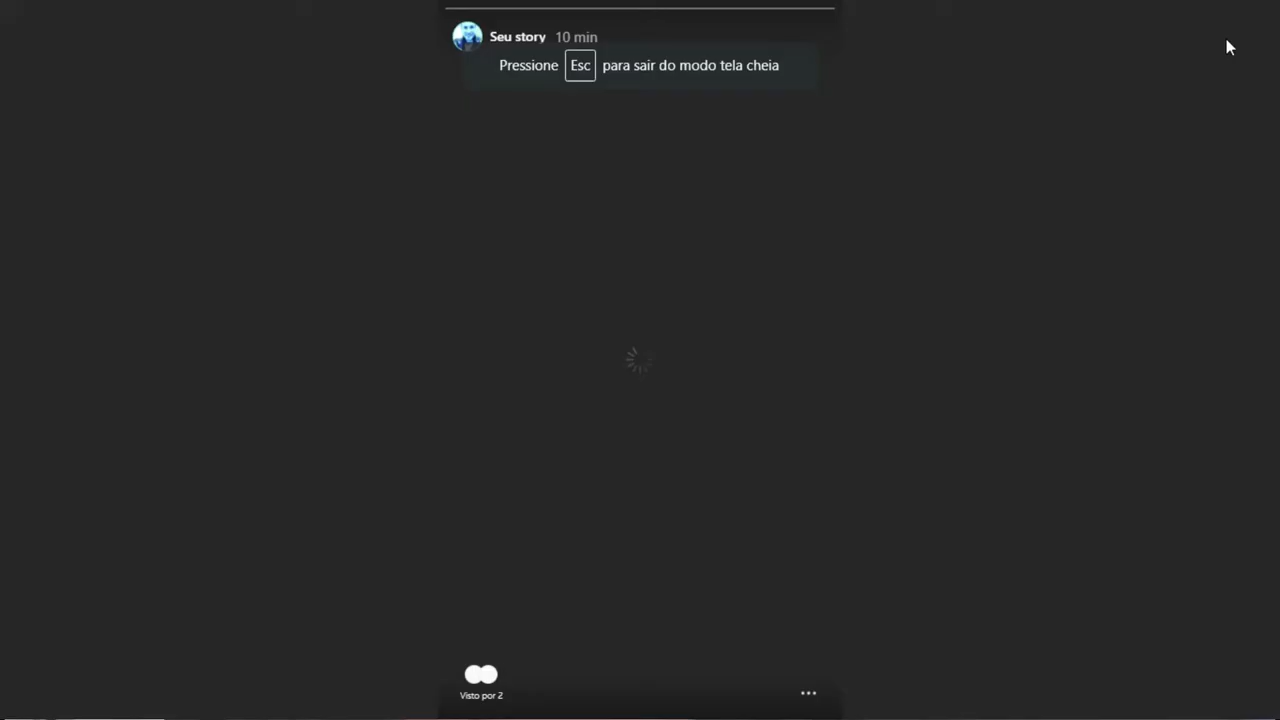 Seu story 10 min
Pressione Esc para sair do modo tela cheia
Visto por 2